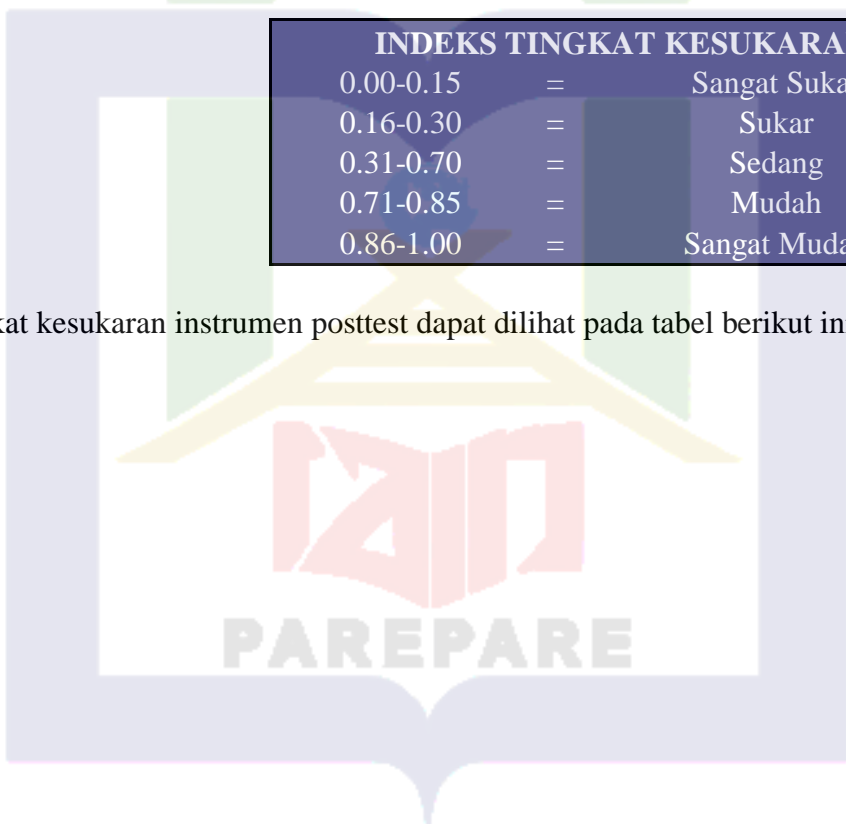 INDEKS TINGKAT KESUKARA
0.00-0.15 = Sangat Suka
0.16-0.30 = Sukar
0.31-0.70 = Sedang
0.71-0.85 = Mudah
0.86-1.00 = Sangat Muda
kat kesukaran instrumen posttest dapat dilihat pada tabel berikut in
iain
PAREPARE